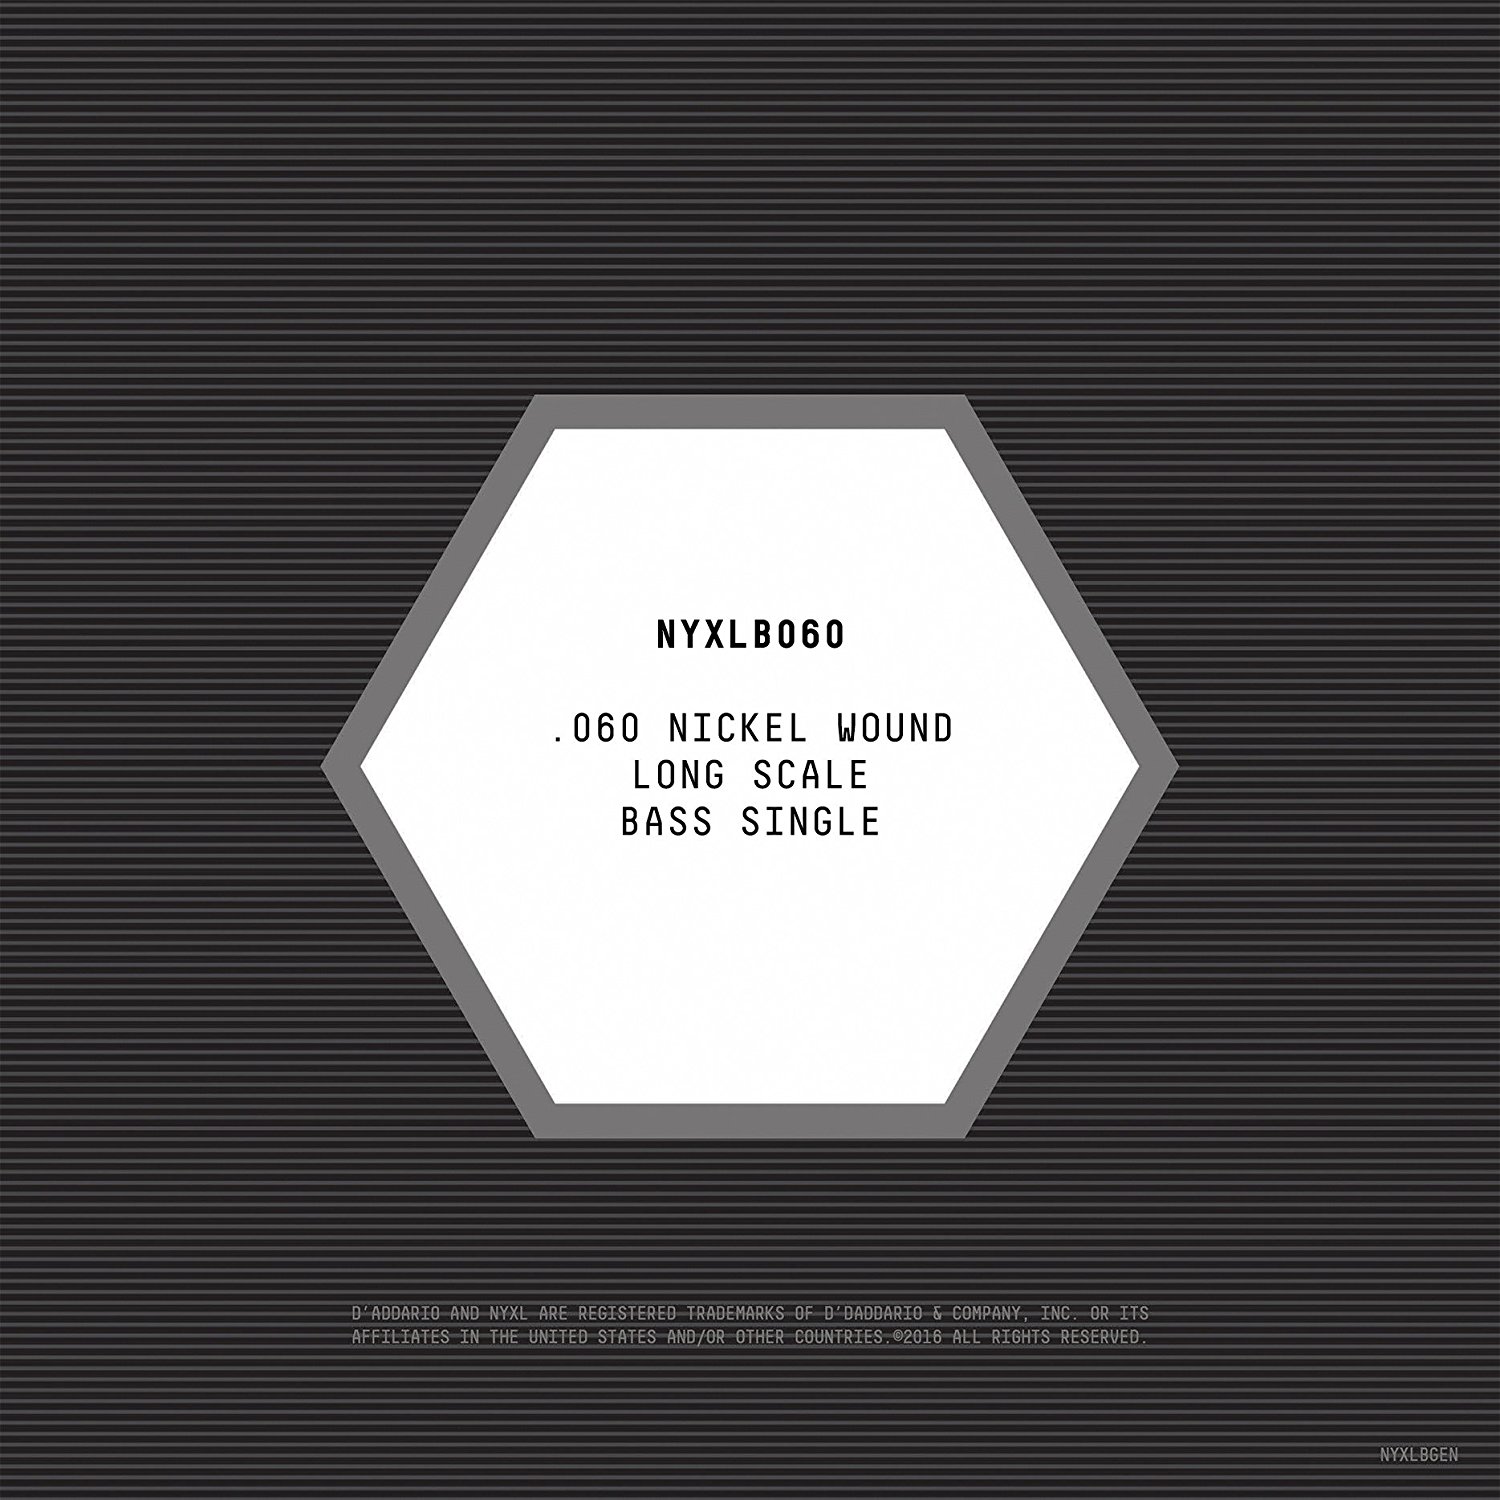 NYXLB060
.060 NICKEL WOUND
LONG SCALE
BASS SINGLE
D'ADDARIO AND NYXL ARE REGISTERED TRADEMARKS OF D'DADDARIO & COMPANY, INC. OR ITS
AFFILIATES IN THE UNITED STATES AND/OR OTHER COUNTRIES.©2016 ALL RIGHTS RESERVED.
NYXLBGEN